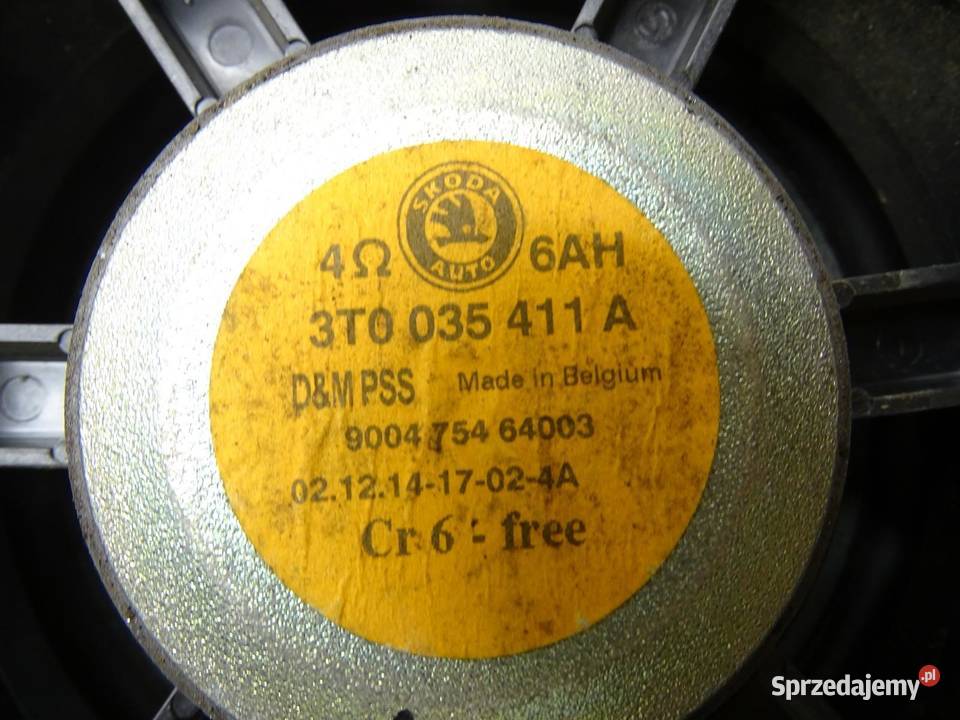 SKODA
AUTO
4Ω 6AH
3T0 035 411 A
D&M PSS Made in Belgium
9004 754 64003
02.12.14-17-02-4A
Cr 6 - free
Sprzedajemy.pl